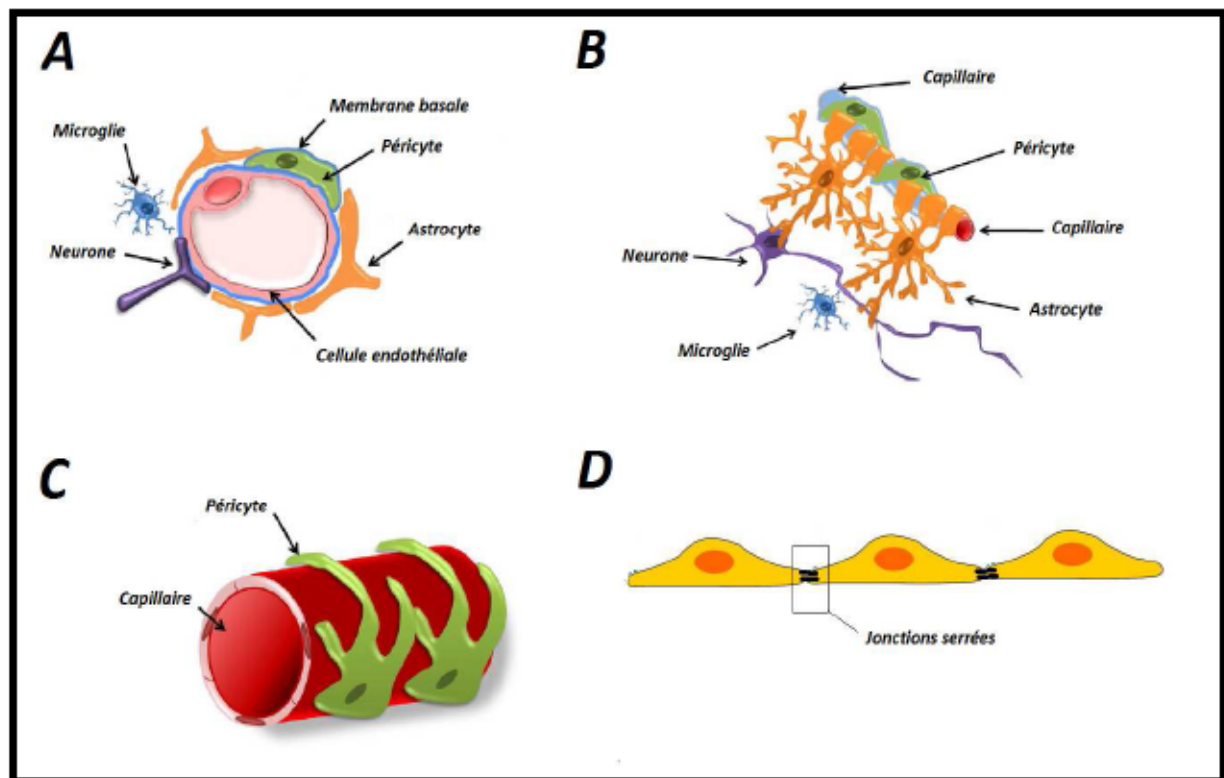 A
Membrane basale
Microglie
Péricyte
Astrocyte
Neurone
Cellule endothéliale
B
Capillaire
Péricyte
Capillaire
Neurone
Astrocyte
Microglie
C
Péricyte
Capillaire
D
Jonctions serrées